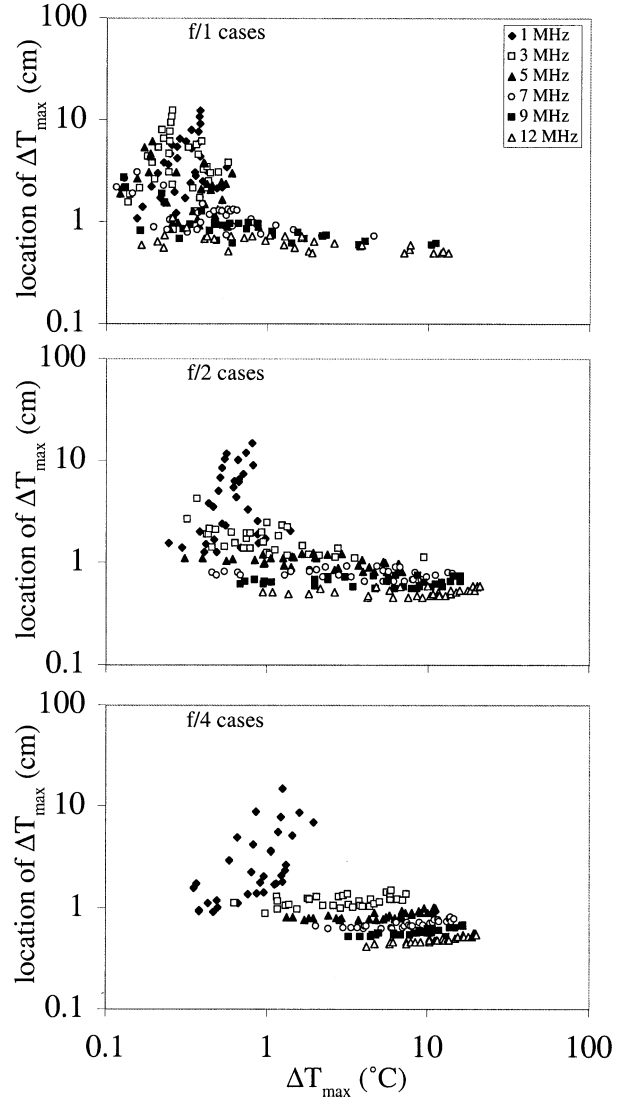 f/1 cases
1 MHz
3 MHz
5 MHz
7 MHz
9 MHz
12 MHz
100
10
1
0.1
location of ΔTmax (cm)
f/2 cases
100
10
1
0.1
location of ΔTmax (cm)
f/4 cases
100
10
1
0.1
location of ΔTmax (cm)
0.1 1 10 100
ΔTmax (°C)